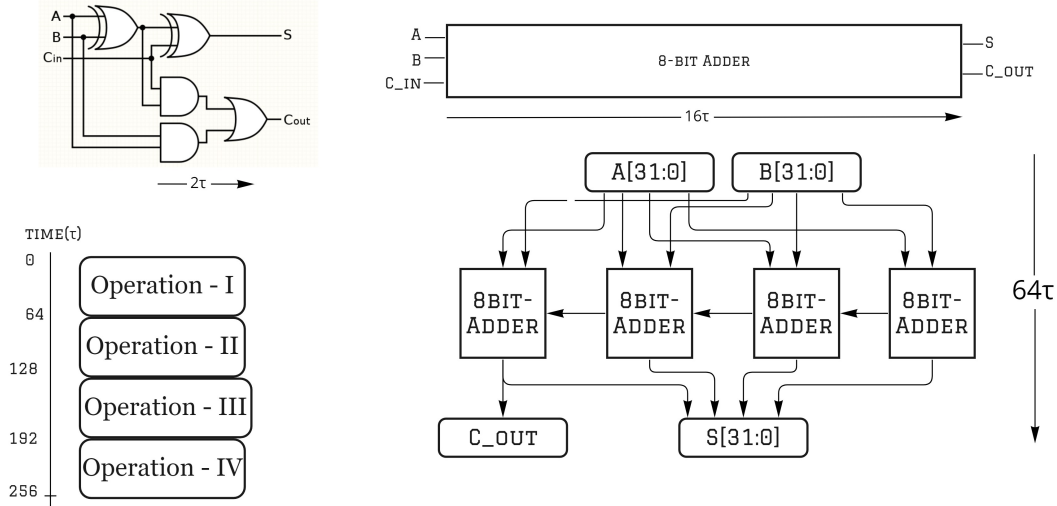 A
B
Cin
S
Cout
2τ
A
B
C_IN
8-BIT ADDER
S
C_OUT
16τ
A[31:0]
B[31:0]
8BIT-
ADDER
8BIT-
ADDER
8BIT-
ADDER
8BIT-
ADDER
C_OUT
S[31:0]
64τ
TIME(τ)
0
Operation - I
64
Operation - II
128
Operation - III
192
Operation - IV
256